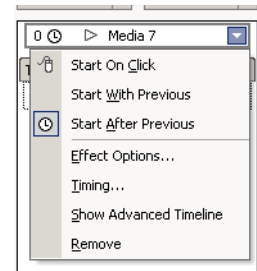 0 Media 7
Start On Click
Start With Previous
Start After Previous
Effect Options...
Timing...
Show Advanced Timeline
Remove